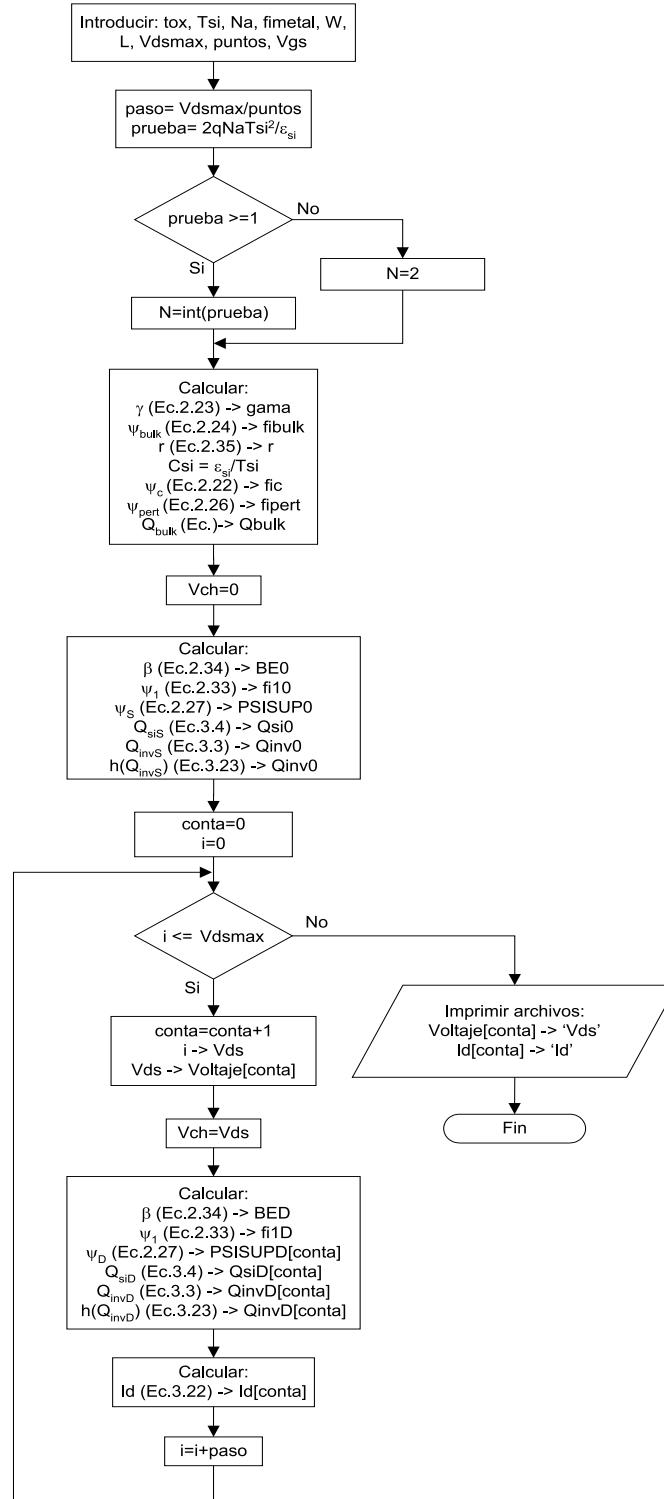 Introducir: tox, Tsi, Na, fimetal, W,
L, Vdsmax, puntos, Vgs
paso= Vdsmax/puntos
prueba= 2qNaTsi²/εsi
prueba >=1
No
Si
N=2
N=int(prueba)
Calcular:
γ (Ec.2.23) -> gama
ψbulk (Ec.2.24) -> fibulk
r (Ec.2.35) -> r
Csi = εsi/Tsi
ψc (Ec.2.22) -> fic
ψpert (Ec.2.26) -> fipert
Qbulk (Ec.)-> Qbulk
Vch=0
Calcular:
β (Ec.2.34) -> BE0
ψ1 (Ec.2.33) -> fi10
ψS (Ec.2.27) -> PSISUP0
QsiS (Ec.3.4) -> Qsi0
QinvS (Ec.3.3) -> Qinv0
h(QinvS) (Ec.3.23) -> Qinv0
conta=0
i=0
i <= Vdsmax
No
Si
conta=conta+1
i -> Vds
Vds -> Voltaje[conta]
Imprimir archivos:
Voltaje[conta] -> ‘Vds’
Id[conta] -> ‘Id’
Fin
Vch=Vds
Calcular:
β (Ec.2.34) -> BED
ψ1 (Ec.2.33) -> fi1D
ψD (Ec.2.27) -> PSISUPD[conta]
QsiD (Ec.3.4) -> QsiD[conta]
QinvD (Ec.3.3) -> QinvD[conta]
h(QinvD) (Ec.3.23) -> QinvD[conta]
Calcular:
Id (Ec.3.22) -> Id[conta]
i=i+paso